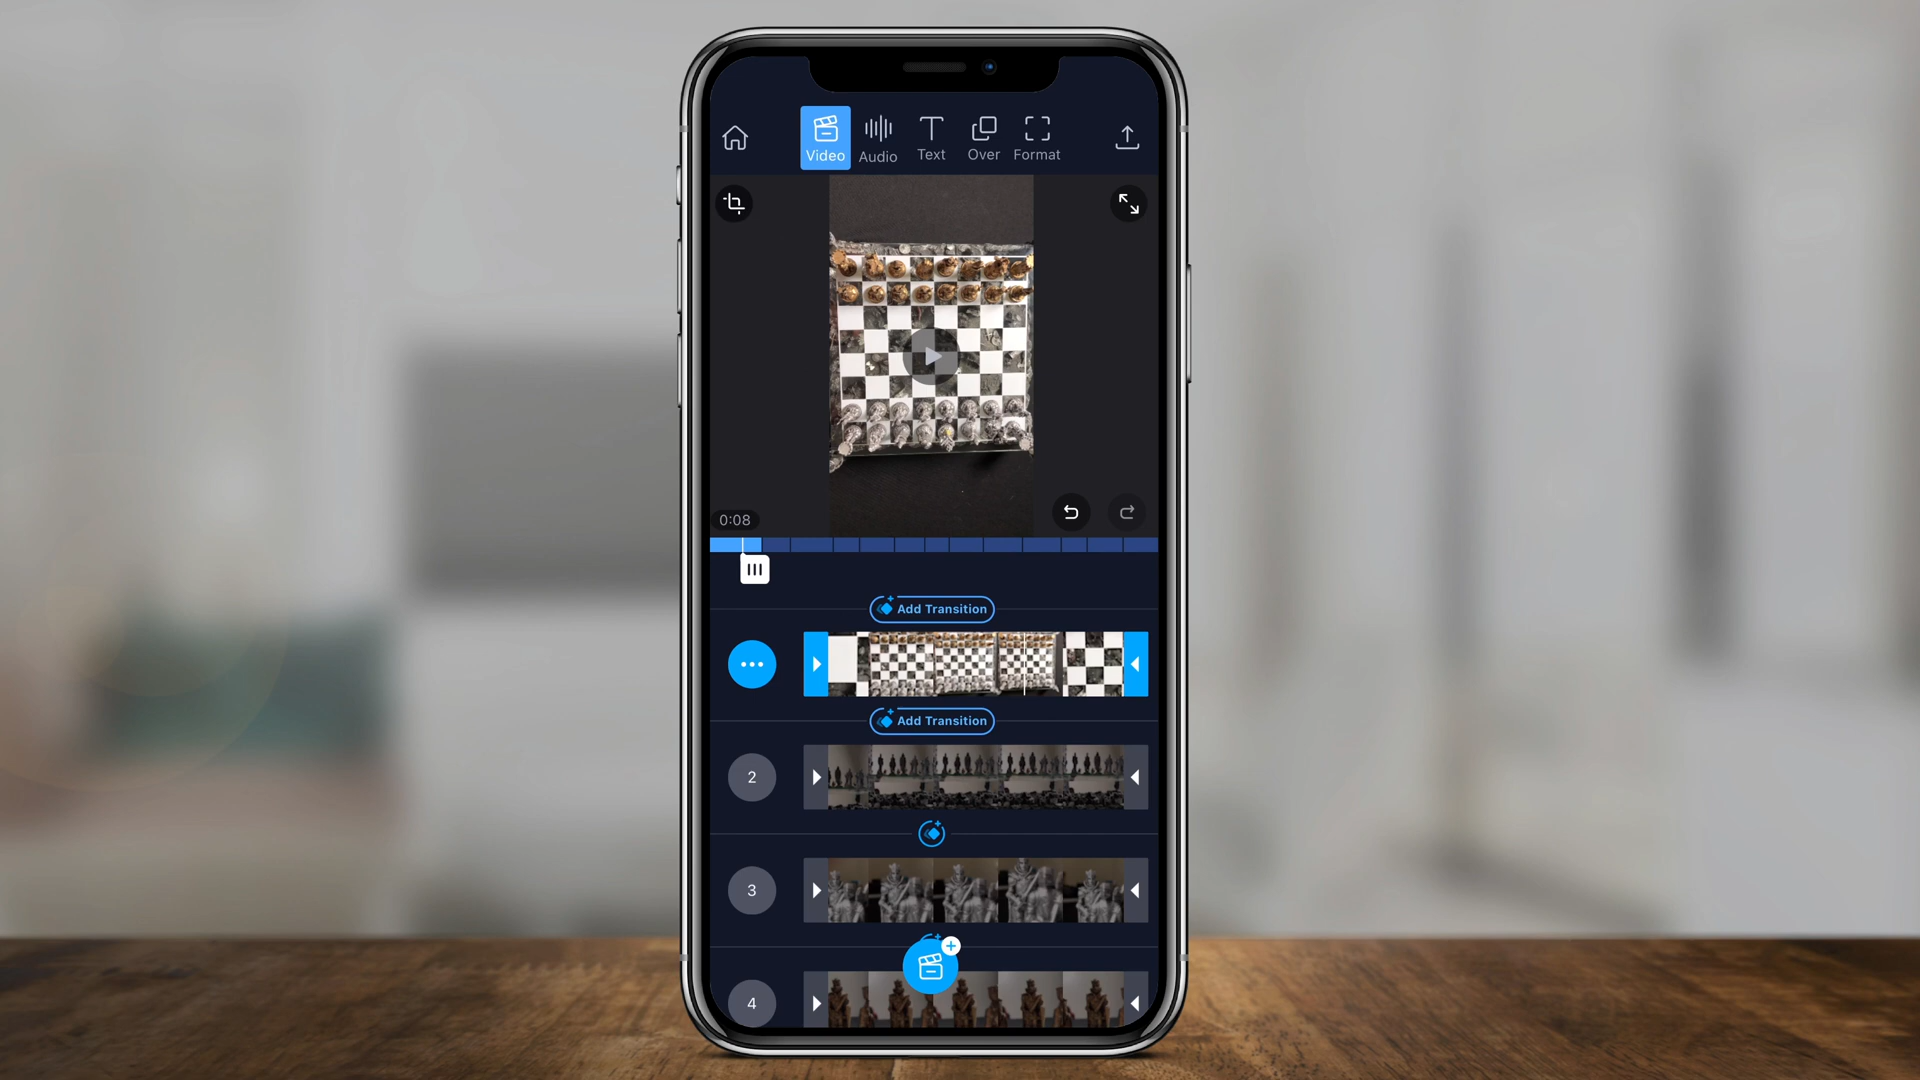 Video
Audio
Text
Over
Format
0:08
Add Transition
Add Transition
2
3
4